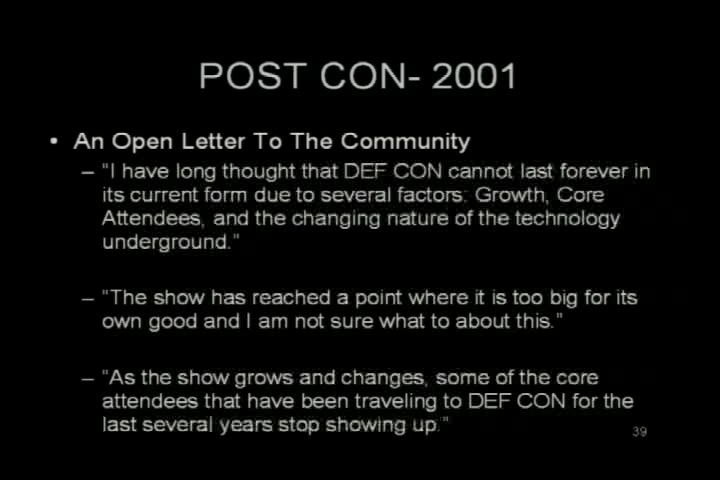 POST CON- 2001
• An Open Letter To The Community
– "I have long thought that DEF CON cannot last forever in
its current form due to several factors: Growth, Core
Attendees, and the changing nature of the technology
underground."
– "The show has reached a point where it is too big for its
own good and I am not sure what to about this."
– "As the show grows and changes, some of the core
attendees that have been traveling to DEF CON for the
last several years stop showing up."
39